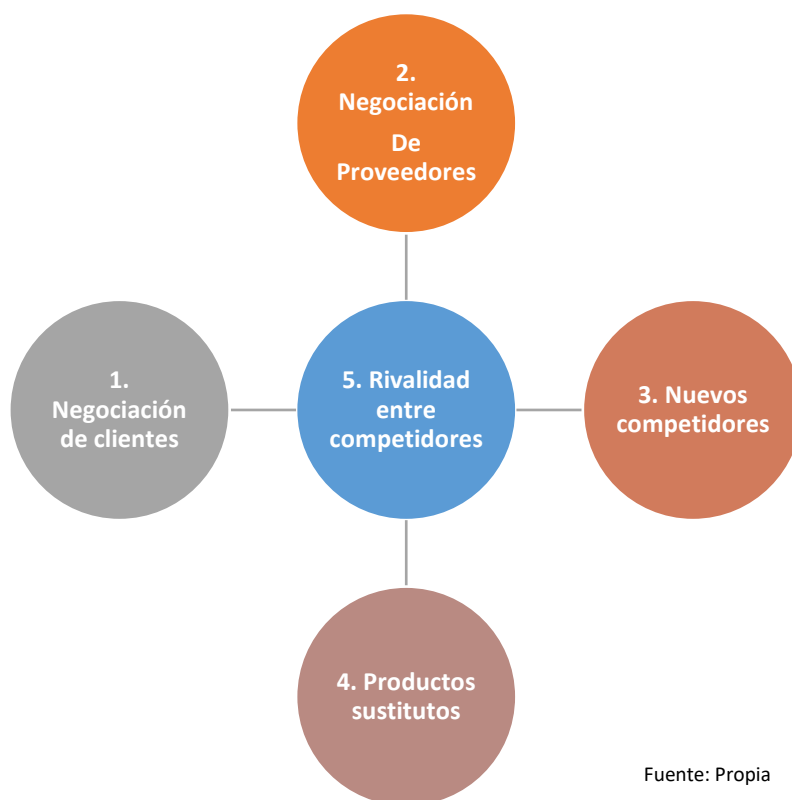 2.
Negociación
De
Proveedores
1.
Negociación
de clientes
5. Rivalidad
entre
competidores
3. Nuevos
competidores
4. Productos
sustitutos
Fuente: Propia